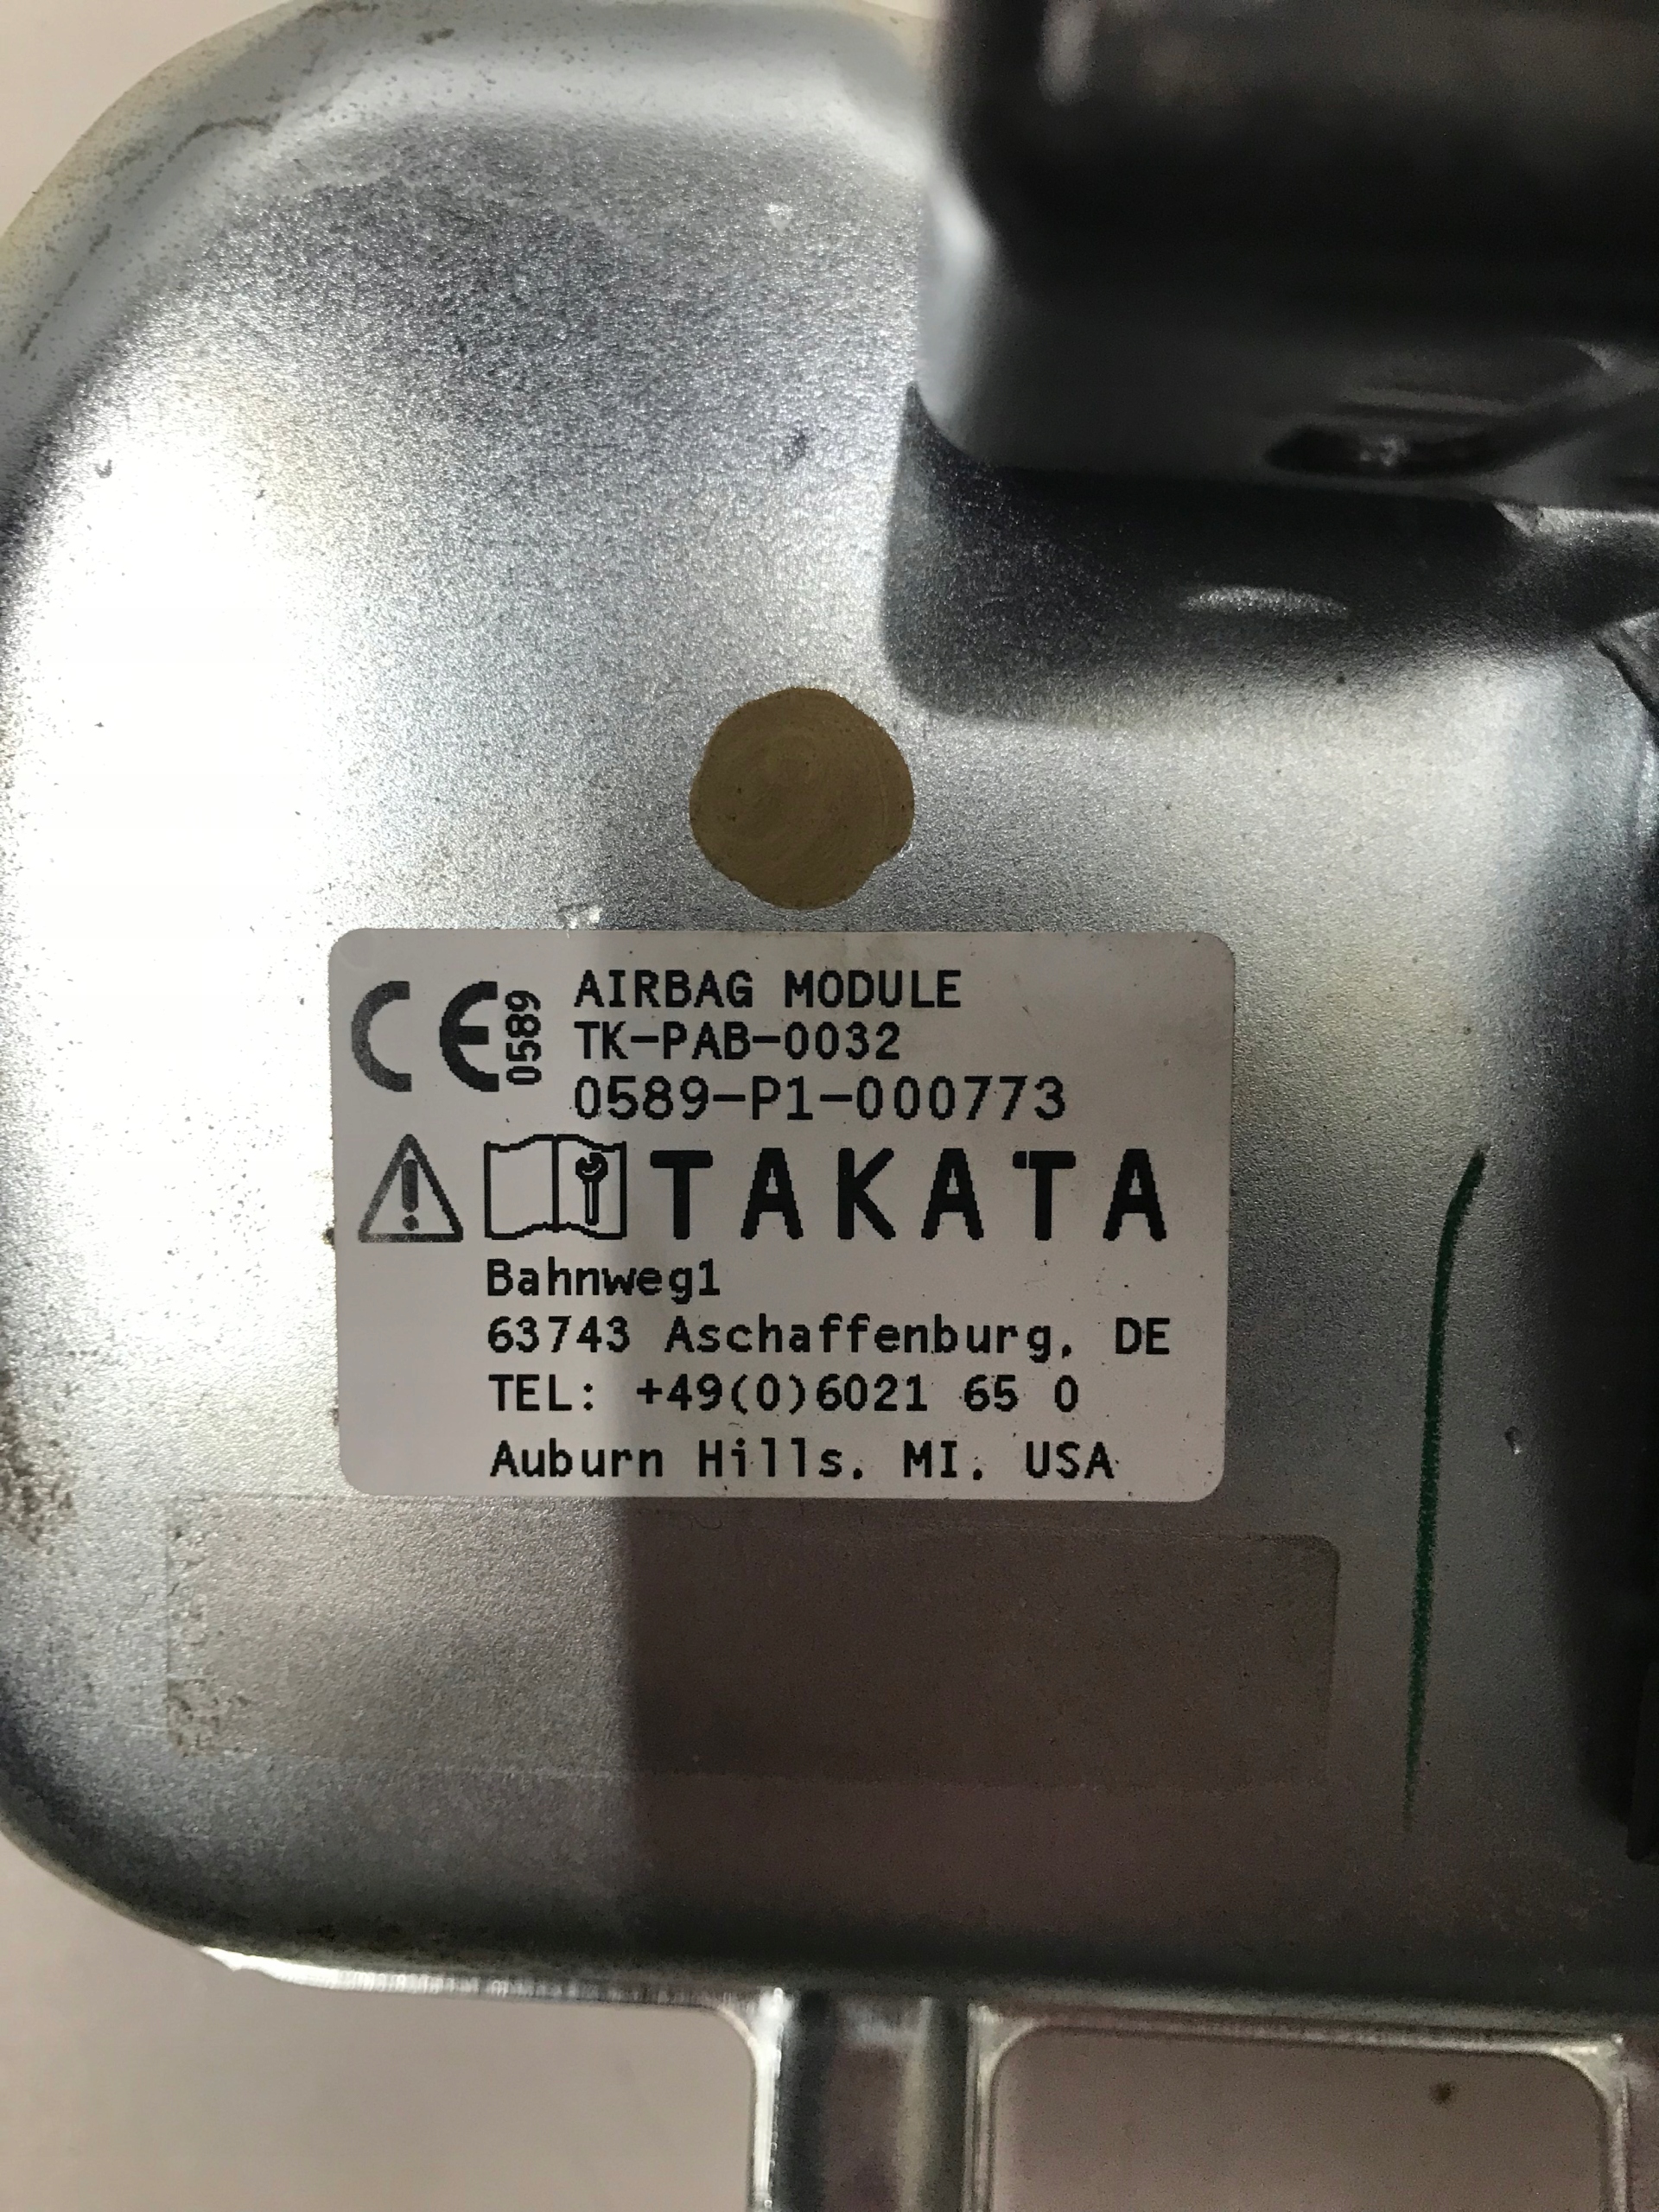 CE 0589
AIRBAG MODULE
TK-PAB-0032
0589-P1-000773
TAKATA
Bahnweg1
63743 Aschaffenburg, DE
TEL: +49(0)6021 65 0
Auburn Hills, MI, USA